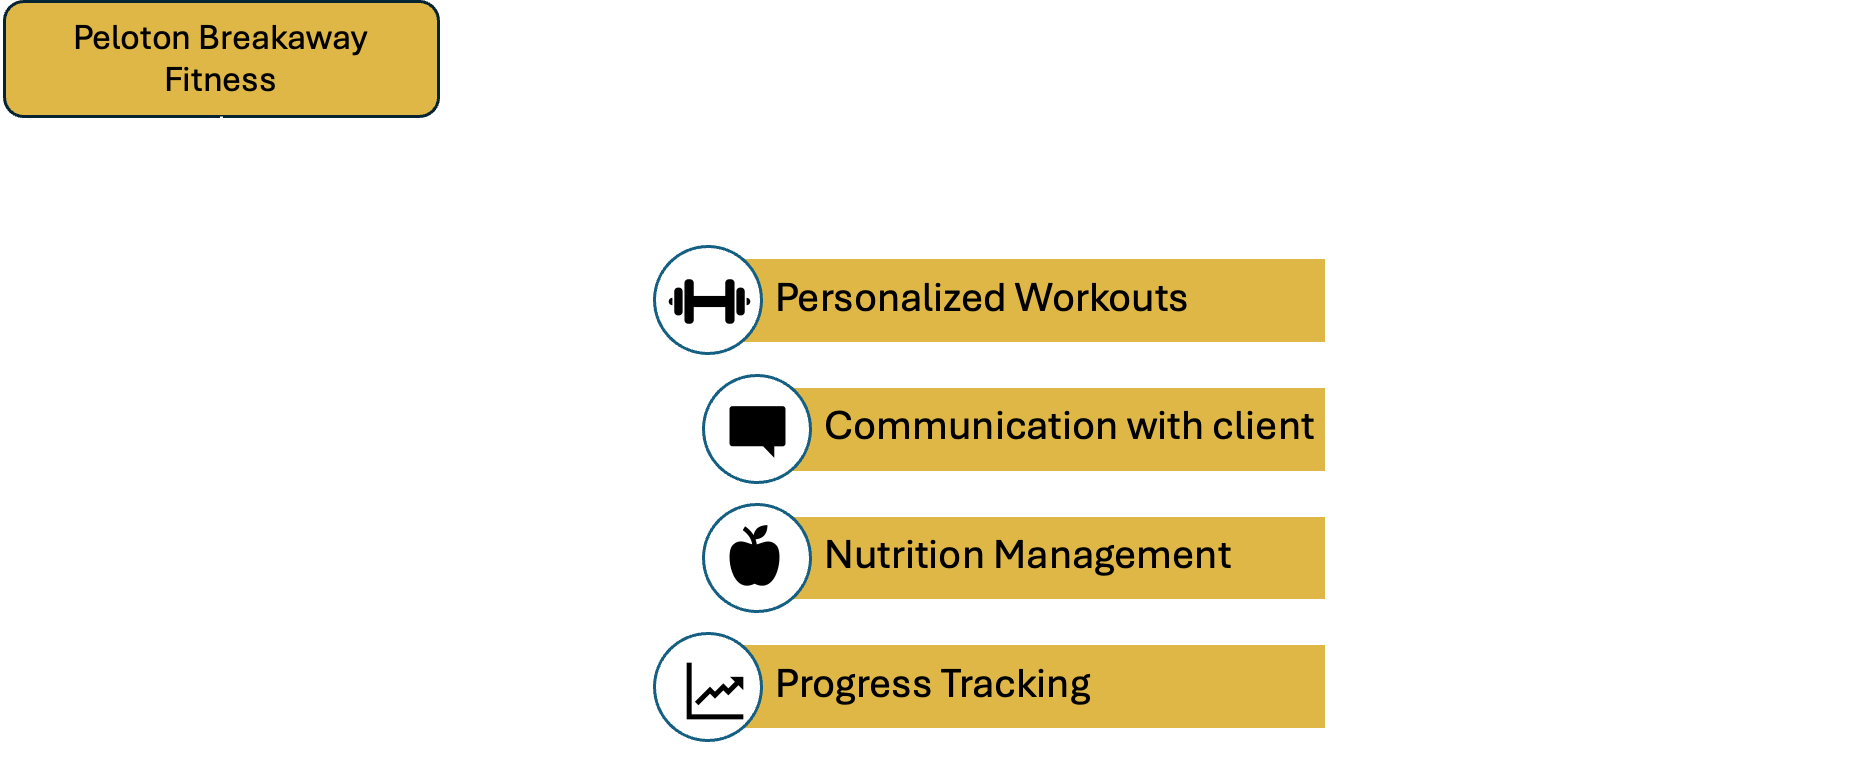 Peloton Breakaway
Fitness
Personalized Workouts
Communication with client
Nutrition Management
Progress Tracking